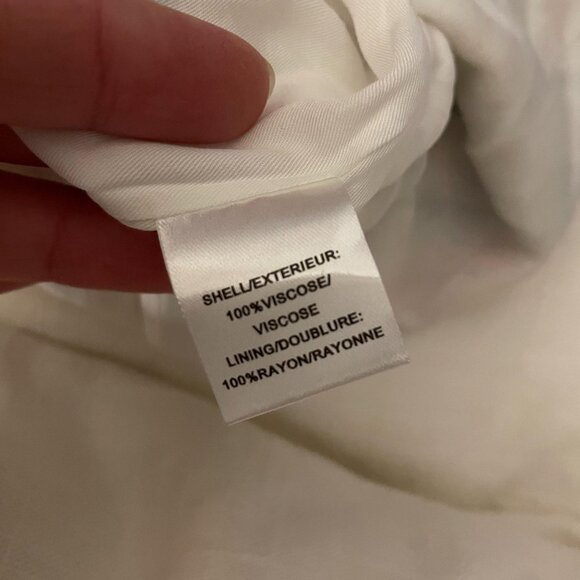 SHELL/EXTERIEUR:
100%VISCOSE/
VISCOSE
LINING/DOUBLURE:
100%RAYON/RAYONNE